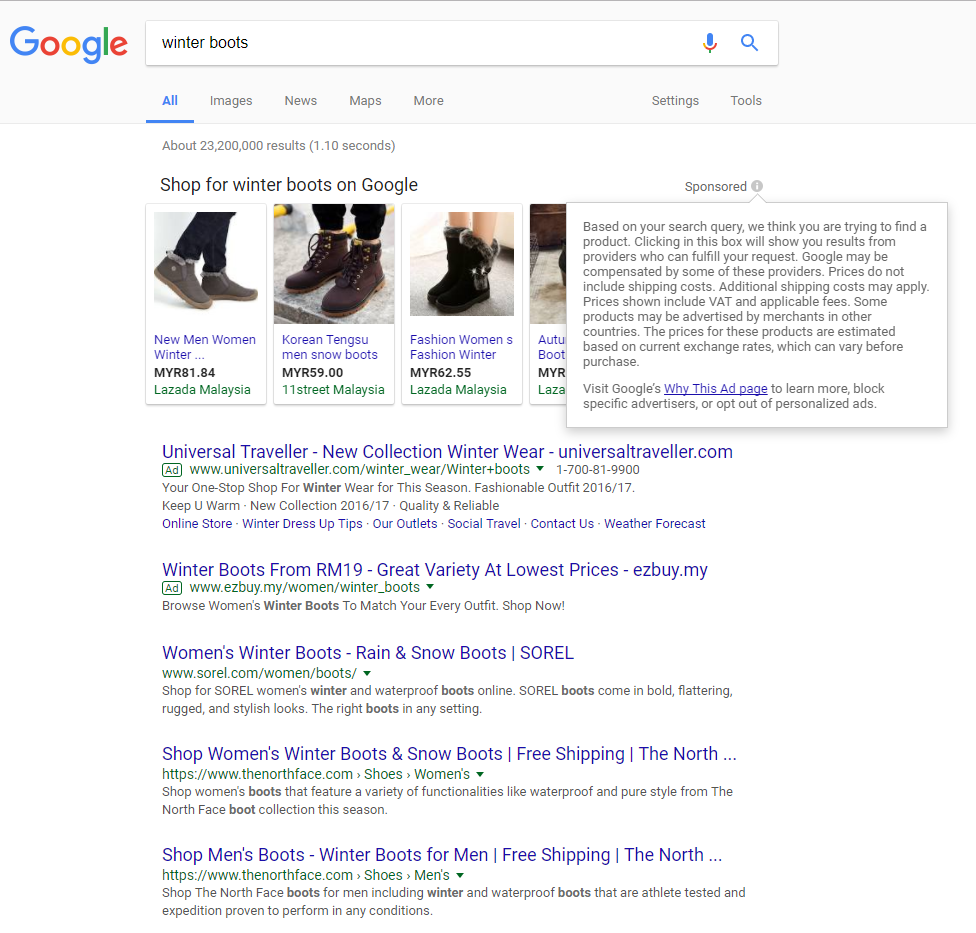 Google
winter boots
All Images News Maps More Settings Tools
About 23,200,000 results (1.10 seconds)
Shop for winter boots on Google
Sponsored
New Men Women
Winter ...
MYR81.84
Lazada Malaysia
Korean Tengsu
men snow boots
MYR59.00
11street Malaysia
Fashion Women s
Fashion Winter
MYR62.55
Lazada Malaysia
Autu
Boot
MYR
Laza
Based on your search query, we think you are trying to find a
product. Clicking in this box will show you results from
providers who can fulfill your request. Google may be
compensated by some of these providers. Prices do not
include shipping costs. Additional shipping costs may apply.
Prices shown include VAT and applicable fees. Some
products may be advertised by merchants in other
countries. The prices for these products are estimated
based on current exchange rates, which can vary before
purchase.
Visit Google's Why This Ad page to learn more, block
specific advertisers, or opt out of personalized ads.
Universal Traveller - New Collection Winter Wear - universaltraveller.com
Ad www.universaltraveller.com/winter_wear/Winter+boots 1-700-81-9900
Your One-Stop Shop For Winter Wear for This Season. Fashionable Outfit 2016/17.
Keep U Warm · New Collection 2016/17 · Quality & Reliable
Online Store · Winter Dress Up Tips · Our Outlets · Social Travel · Contact Us · Weather Forecast
Winter Boots From RM19 - Great Variety At Lowest Prices - ezbuy.my
Ad www.ezbuy.my/women/winter_boots
Browse Women's Winter Boots To Match Your Every Outfit. Shop Now!
Women's Winter Boots - Rain & Snow Boots | SOREL
www.sorel.com/women/boots/
Shop for SOREL women's winter and waterproof boots online. SOREL boots come in bold, flattering,
rugged, and stylish looks. The right boots in any setting.
Shop Women's Winter Boots & Snow Boots | Free Shipping | The North ...
https://www.thenorthface.com › Shoes › Women's
Shop women's boots that feature a variety of functionalities like waterproof and pure style from The
North Face boot collection this season.
Shop Men's Boots - Winter Boots for Men | Free Shipping | The North ...
https://www.thenorthface.com › Shoes › Men's
Shop The North Face boots for men including winter and waterproof boots that are athlete tested and
expedition proven to perform in any conditions.